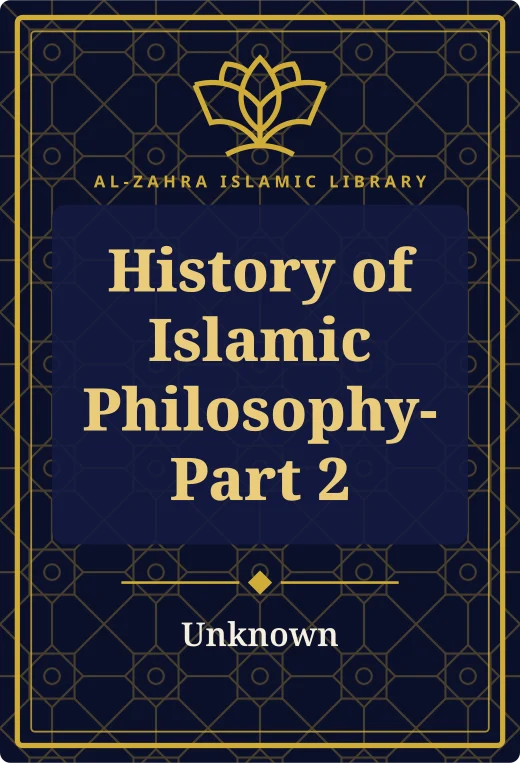 AL-ZAHRA ISLAMIC LIBRARY
History of
Islamic
Philosophy-
Part 2
Unknown